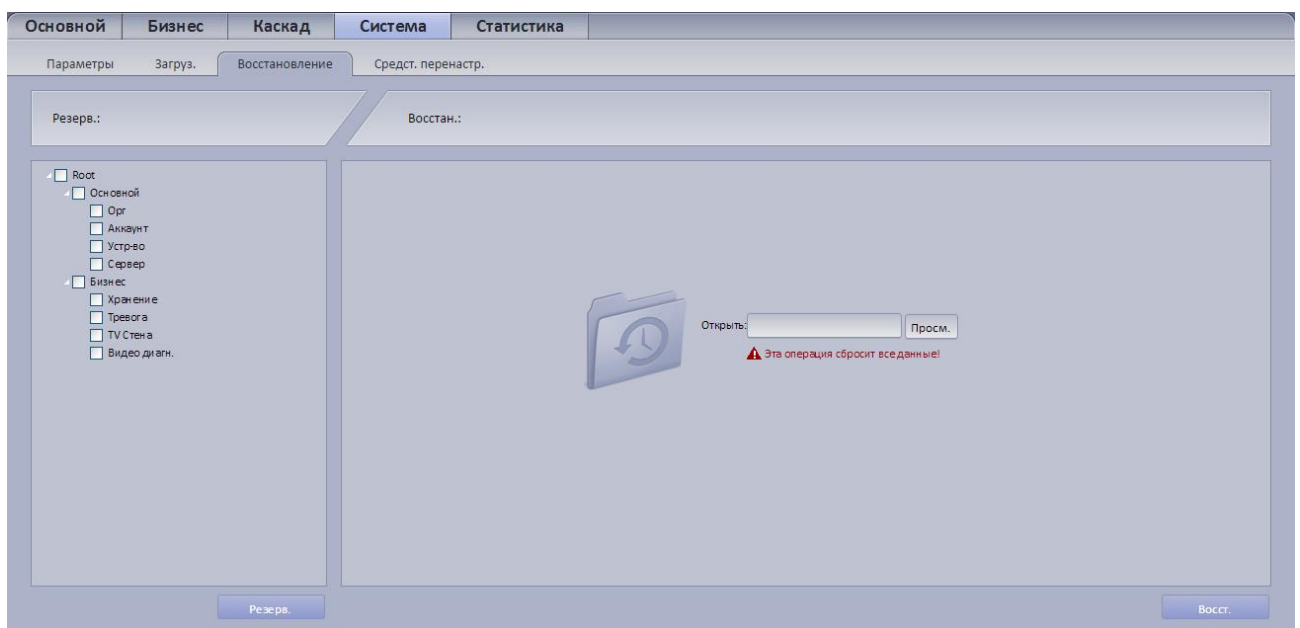 Основной Бизнес Каскад Система Статистика
Параметры Загруз. Восстановление Средст. перенастр.
Резерв.: Восстан.:
Root
Основной
Орг
Аккаунт
Устр-во
Сервер
Бизнес
Хранение
Тревога
TV Стена
Видео диагн.
Открыть: Просм.
Эта операция сбросит все данные!
Резерв. Восст.